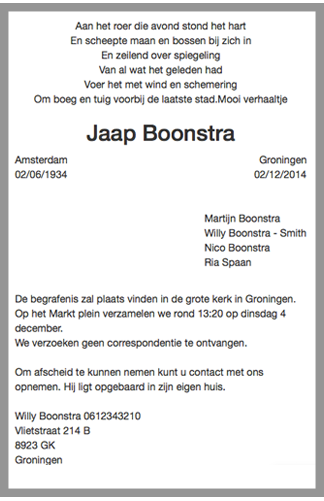 Aan het roer die avond stond het hart
En scheepte maan en bossen bij zich in
En zeilend over spiegeling
Van al wat het geleden had
Voer het met wind en schemering
Om boeg en tuig voorbij de laatste stad.Mooi verhaaltje
Jaap Boonstra
Amsterdam Groningen
02/06/1934 02/12/2014
Martijn Boonstra
Willy Boonstra - Smith
Nico Boonstra
Ria Spaan
De begrafenis zal plaats vinden in de grote kerk in Groningen.
Op het Markt plein verzamelen we rond 13:20 op dinsdag 4
december.
We verzoeken geen correspondentie te ontvangen.
Om afscheid te kunnen nemen kunt u contact met ons
opnemen. Hij ligt opgebaard in zijn eigen huis.
Willy Boonstra 0612343210
Vlietstraat 214 B
8923 GK
Groningen